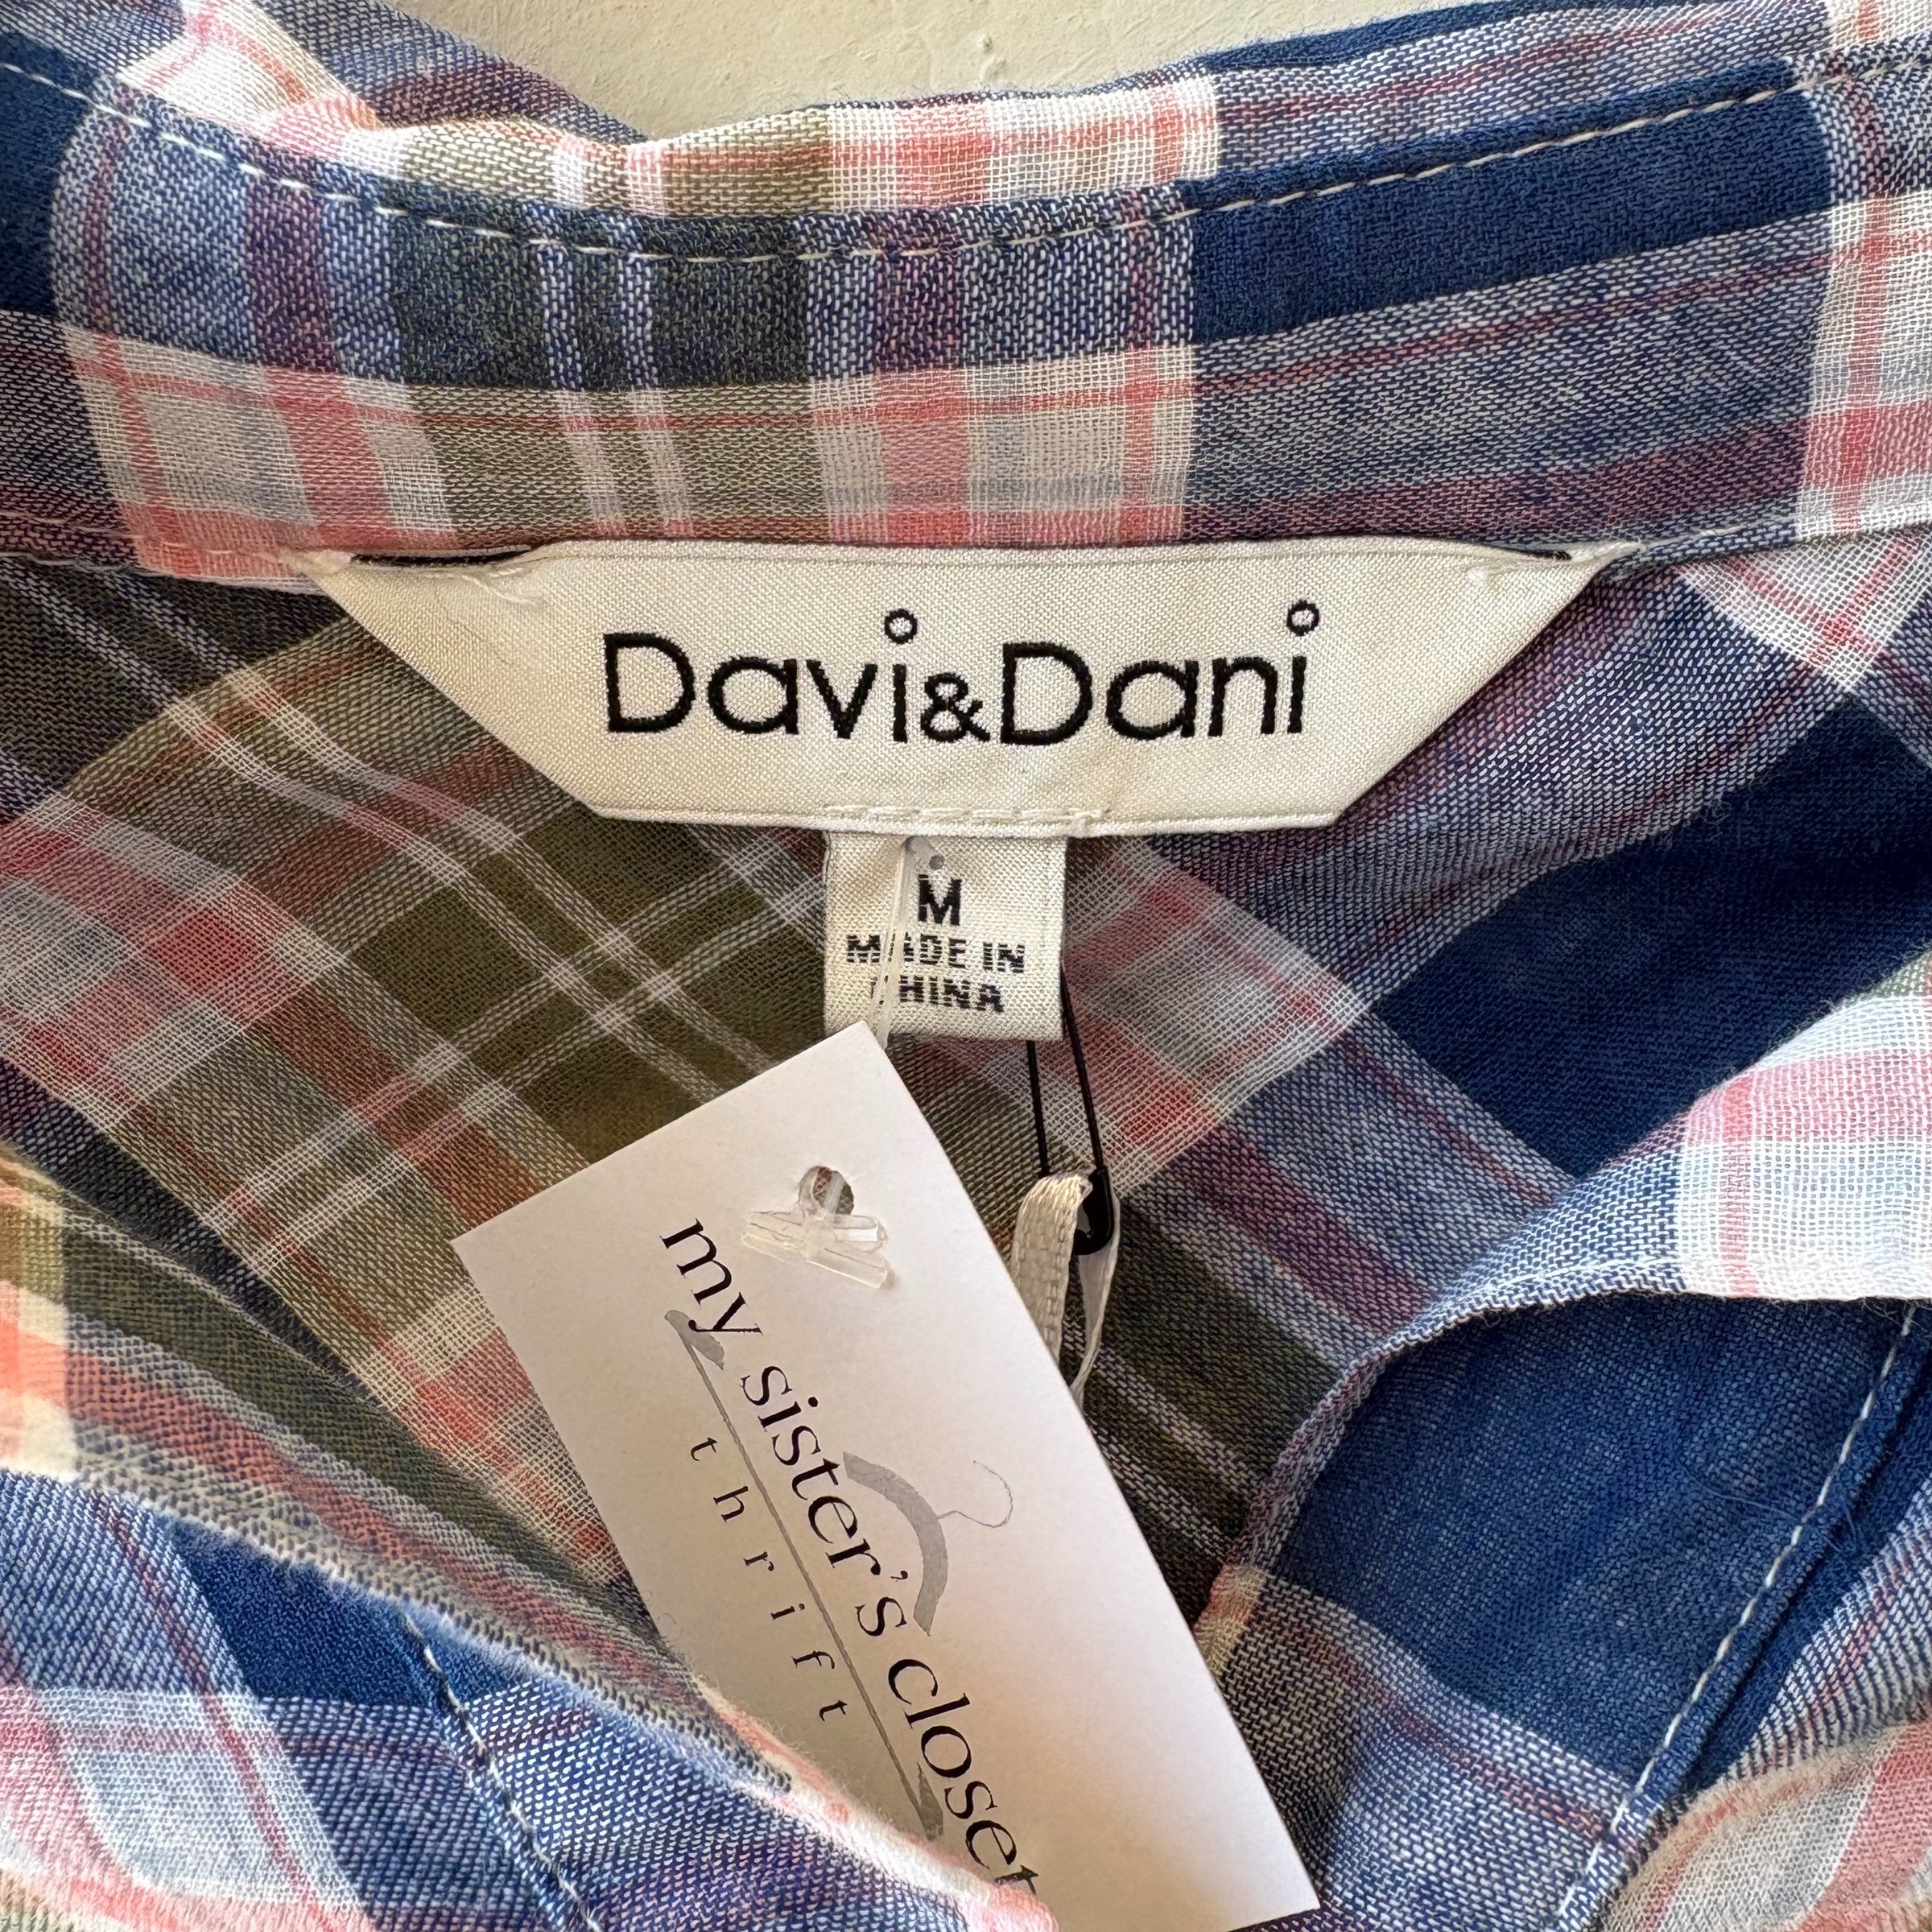 Davi&Dani
M
MADE IN
CHINA
my sister's closet
thrift